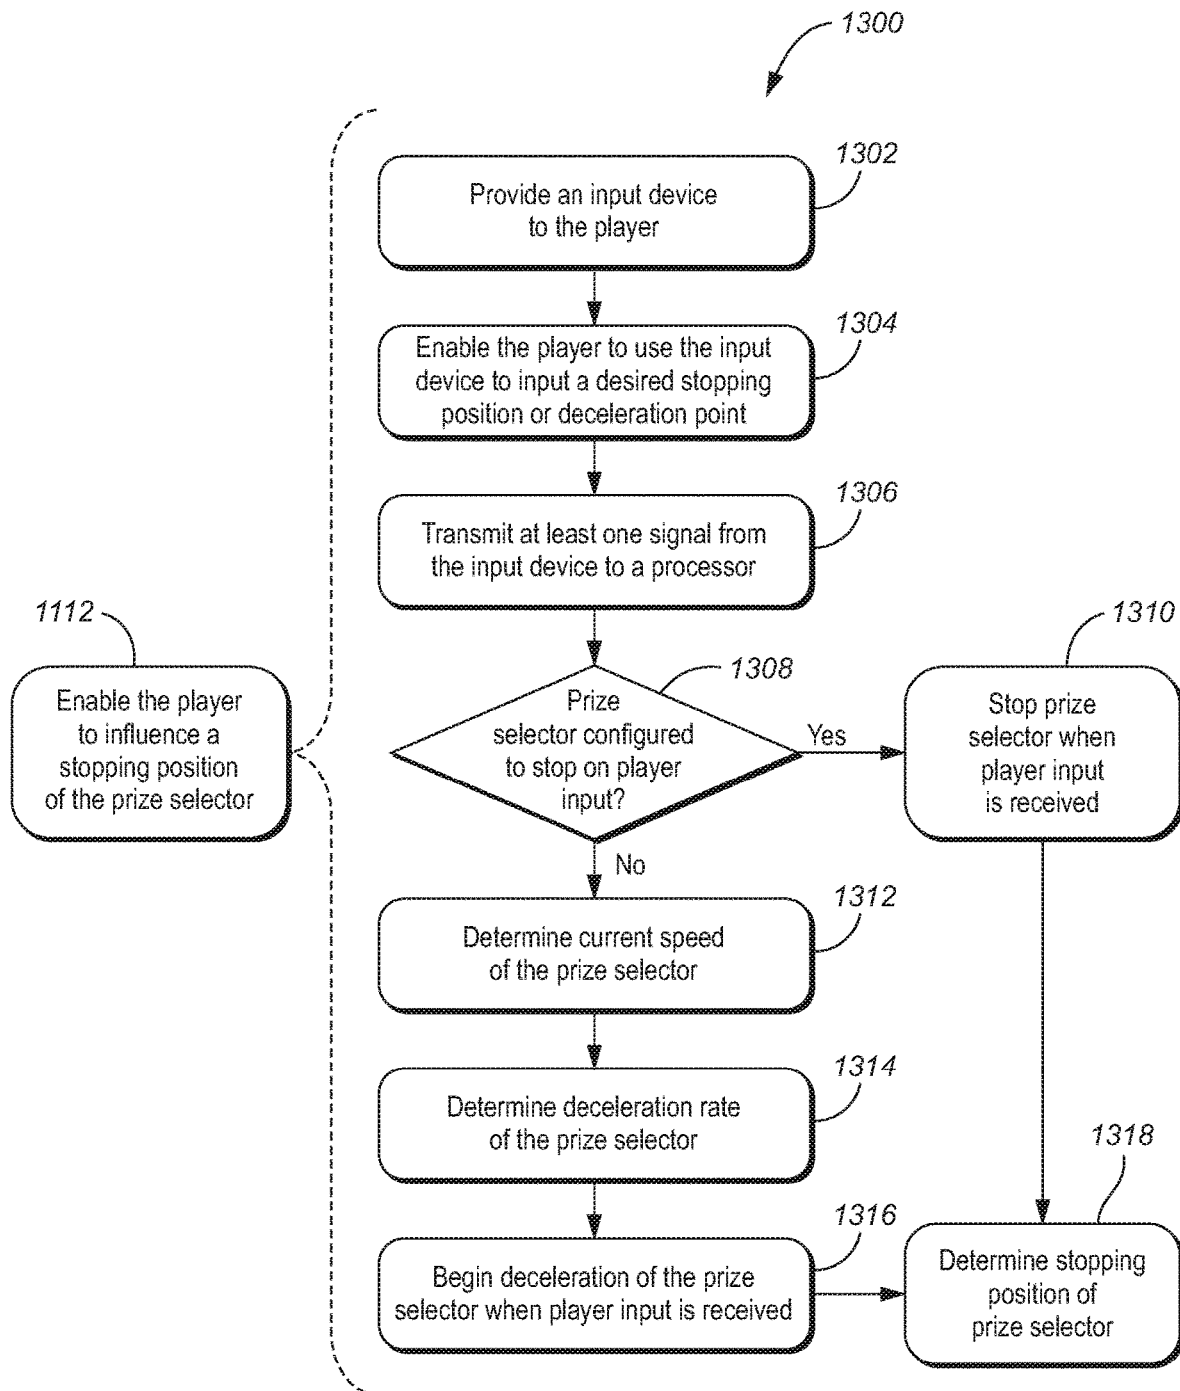 1300
1302
Provide an input device
to the player
1304
Enable the player to use the input
device to input a desired stopping
position or deceleration point
1306
Transmit at least one signal from
the input device to a processor
1112
Enable the player
to influence a
stopping position
of the prize selector
1308
Prize
selector configured
to stop on player
input?
Yes
1310
Stop prize
selector when
player input
is received
No
1312
Determine current speed
of the prize selector
1314
Determine deceleration rate
of the prize selector
1316
Begin deceleration of the prize
selector when player input is received
1318
Determine stopping
position of
prize selector